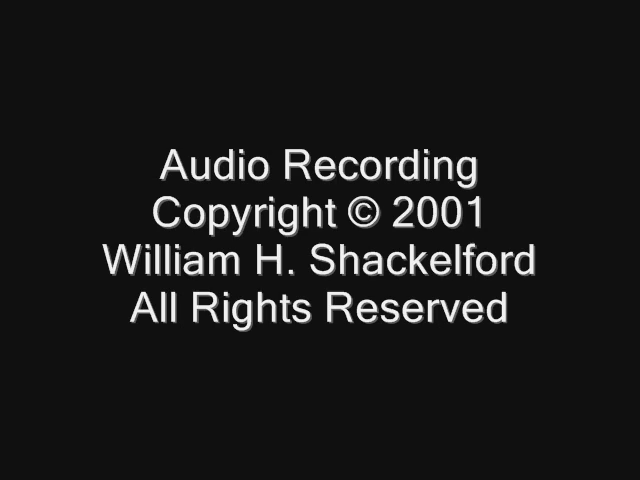 Audio Recording
Copyright © 2001
William H. Shackelford
All Rights Reserved